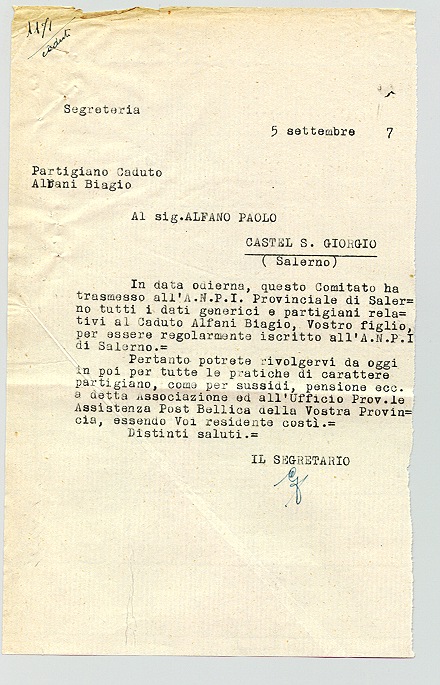 11/1
caduti
Segreteria
5 settembre 7
Partigiano Caduto
Alfani Biagio
Al sig.ALFANO PAOLO
CASTEL S. GIORGIO
( Salerno)
In data odierna, questo Comitato ha
trasmesso all'A.N.P.I. Provinciale di Saler=
no tutti i dati generici e partigiani rela=
tivi al Caduto Alfani Biagio, Vostro figlio,
per essere regolarmente iscritto all'A.N.P.I
di Salerno.=
Pertanto potrete rivolgervi da oggi
in poi per tutte le pratiche di carattere
partigiano, come per sussidi, pensione ecc.
a detta Associazione ed all'Ufficio Prov.le
Assistenza Post Bellica della Vostra Provin=
cia, essendo Voi residente costì.=
Distinti saluti.=
IL SEGRETARIO